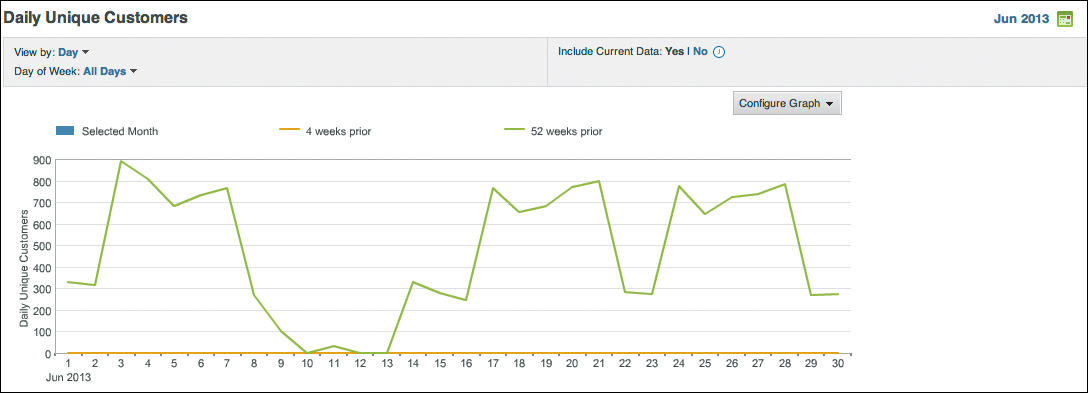 Daily Unique Customers
Jun 2013
View by: Day
Include Current Data: Yes | No i
Day of Week: All Days
Configure Graph
Selected Month
4 weeks prior
52 weeks prior
900
800
700
600
500
400
300
200
100
0
Daily Unique Customers
1 2 3 4 5 6 7 8 9 10 11 12 13 14 15 16 17 18 19 20 21 22 23 24 25 26 27 28 29 30
Jun 2013